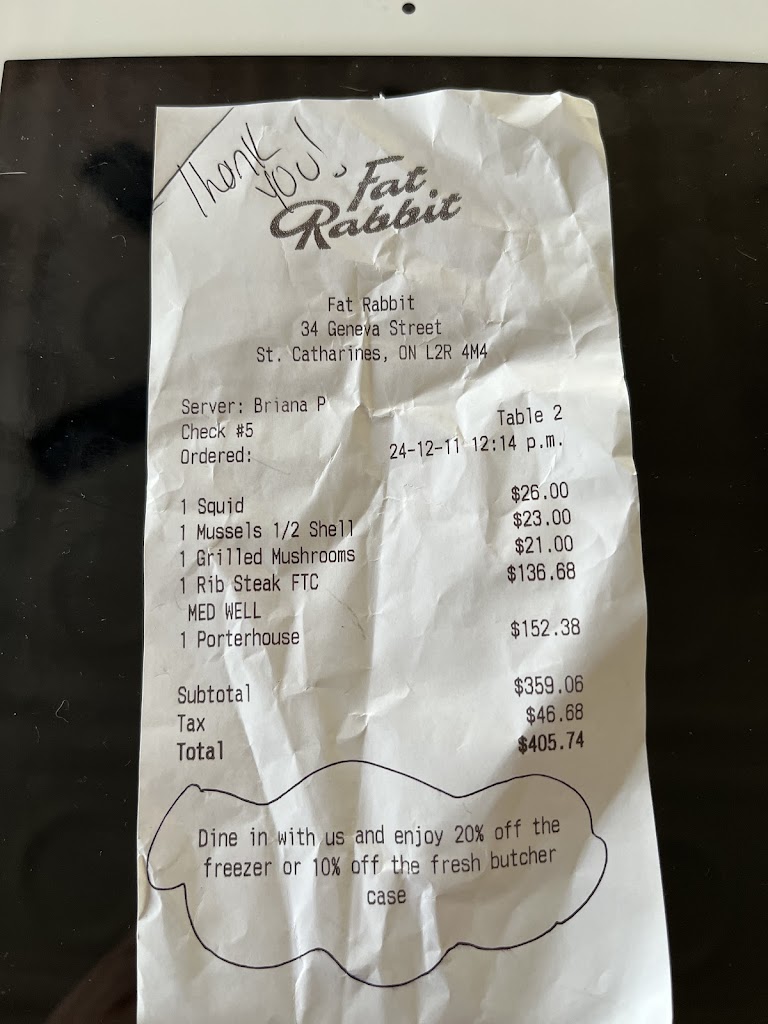 Thank
you!
Fat
Rabbit
Fat Rabbit
34 Geneva Street
St. Catharines, ON L2R 4M4
Server: Briana P
Check #5 Table 2
Ordered: 24-12-11 12:14 p.m.
1 Squid $26.00
1 Mussels 1/2 Shell $23.00
1 Grilled Mushrooms $21.00
1 Rib Steak FTC $136.68
MED WELL
1 Porterhouse $152.38
Subtotal $359.06
Tax $46.68
Total $405.74
Dine in with us and enjoy 20% off the
freezer or 10% off the fresh butcher
case